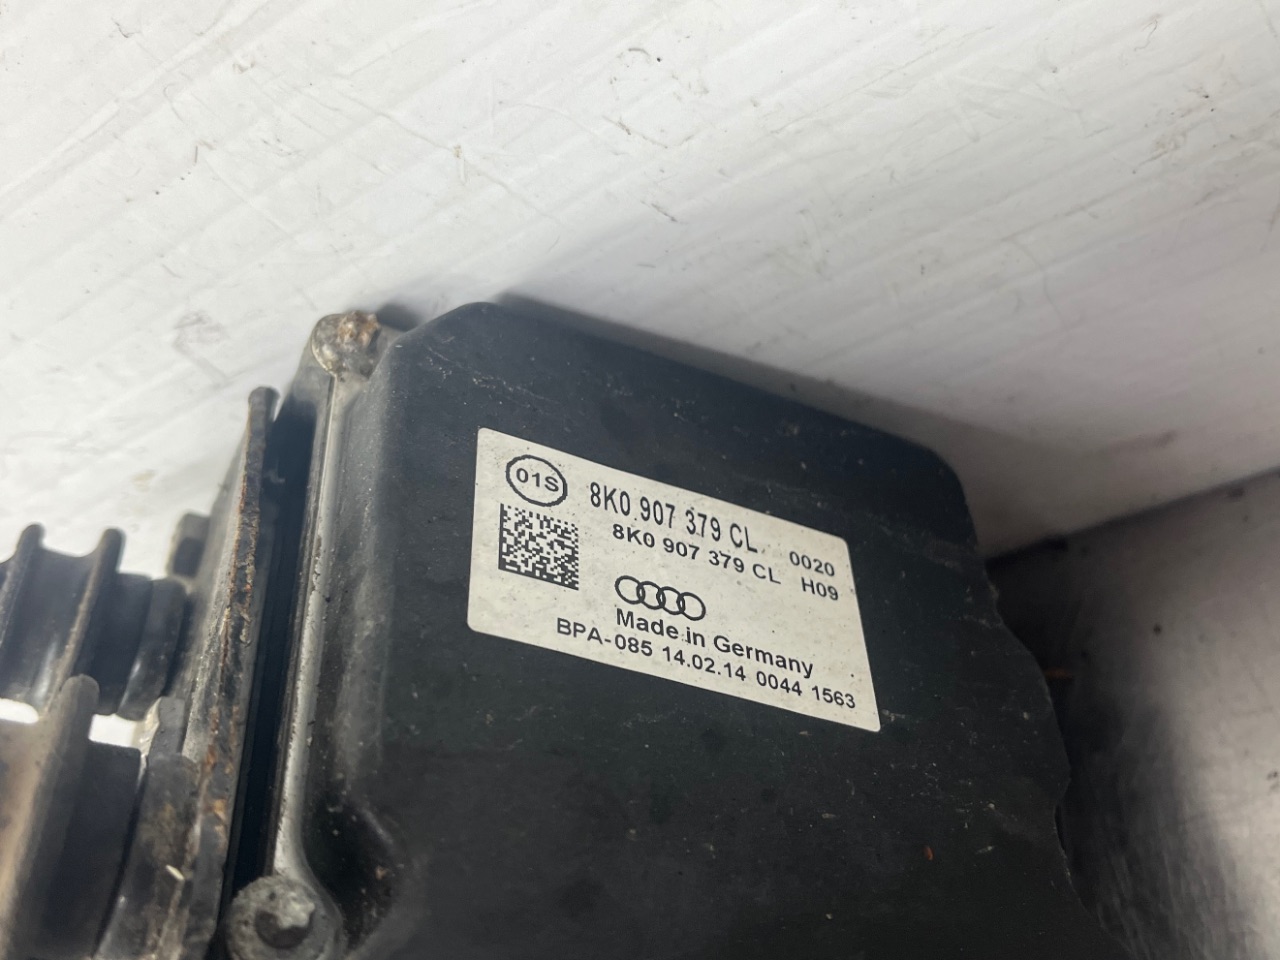 01S
8K0 907 379 CL 0020
8K0 907 379 CL H09
Made in Germany
BPA-085 14.02.14 0044 1563